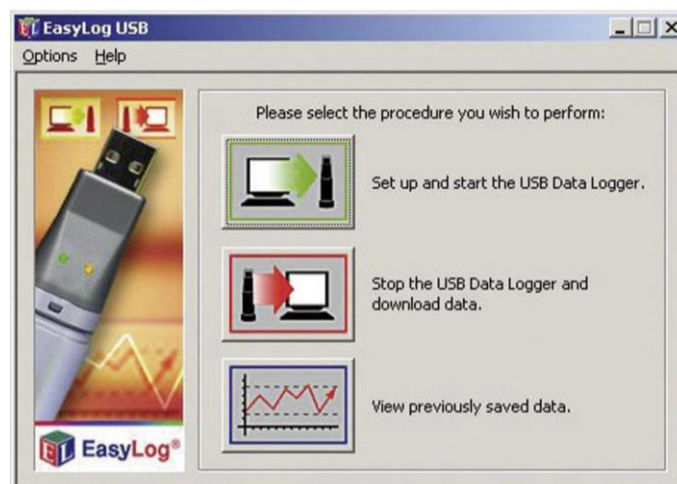 EasyLog USB
Options Help
Please select the procedure you wish to perform:
Set up and start the USB Data Logger.
Stop the USB Data Logger and
download data.
View previously saved data.
EL EasyLog®